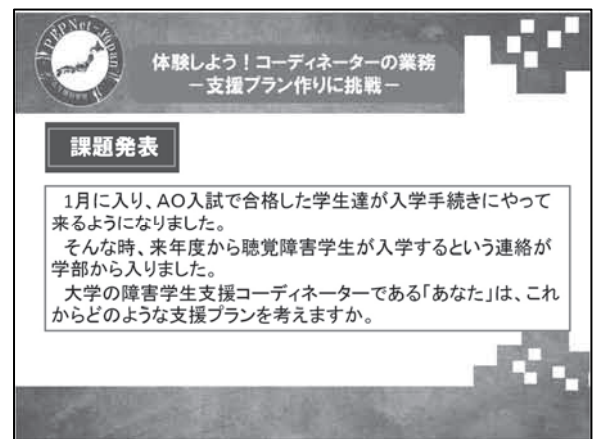 PEPNet-Japan
体験しよう！コーディネーターの業務
－支援プラン作りに挑戦－
課題発表
1月に入り、AO入試で合格した学生達が入学手続きにやって
来るようになりました。
そんな時、来年度から聴覚障害学生が入学するという連絡が
学部から入りました。
大学の障害学生支援コーディネーターである「あなた」は、これ
からどのような支援プランを考えますか。